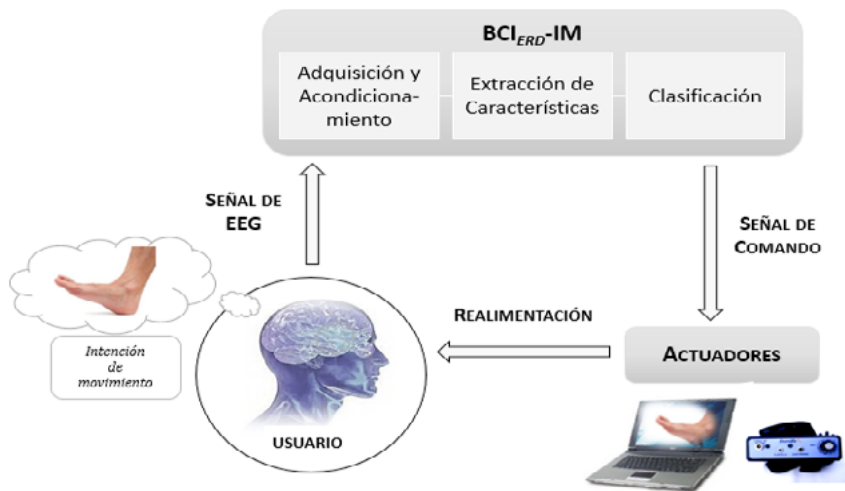 BCIERD-IM
Adquisición y
Acondiciona-
miento
Extracción de
Características
Clasificación
SEÑAL DE
EEG
SEÑAL DE
COMANDO
Intención
de
movimiento
REALIMENTACIÓN
ACTUADORES
USUARIO